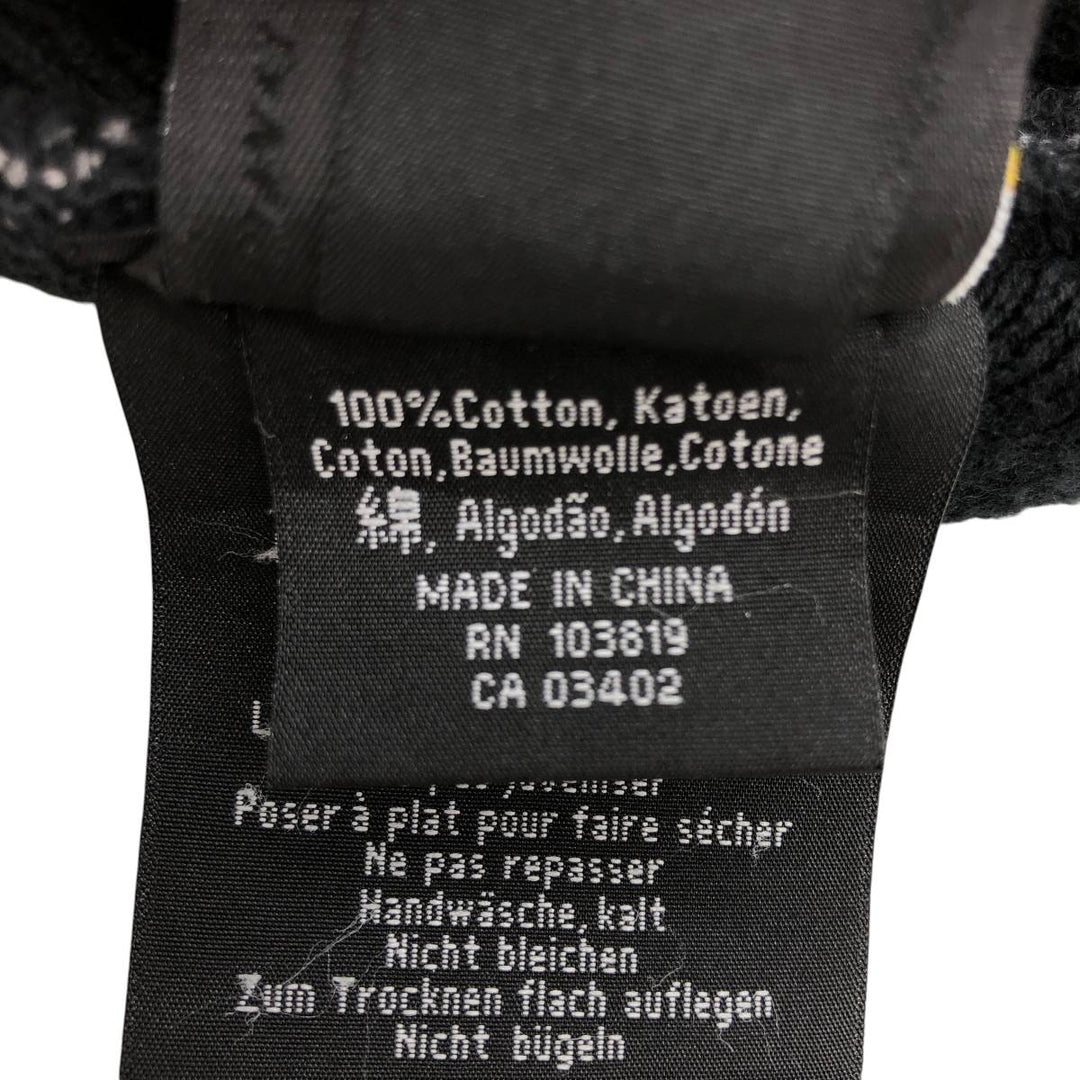 100%Cotton, Katoen,
Coton,Baumwolle,Cotone
綿, Algodão,Algodón
MADE IN CHINA
RN 103819
CA 03402
Poser à plat pour faire sécher
Ne pas repasser
Handwäsche, kalt
Nicht bleichen
Zum Trocknen flach auflegen
Nicht bügeln